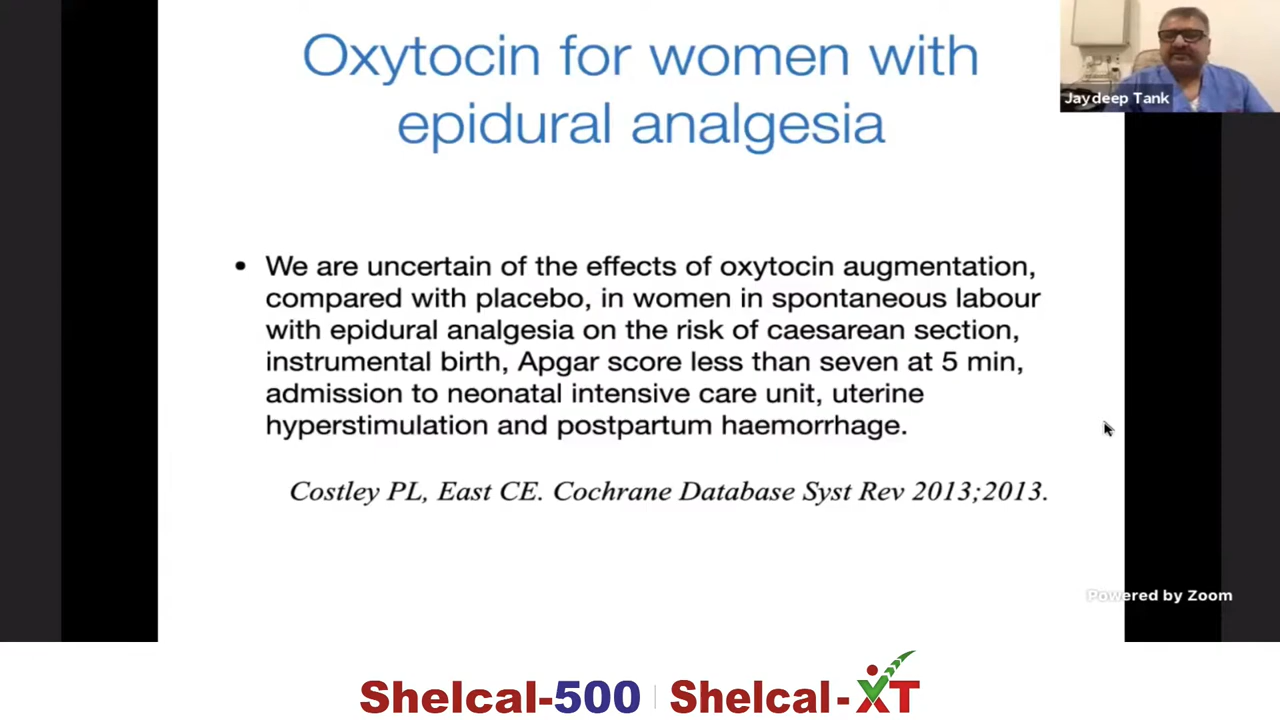 Oxytocin for women with
epidural analgesia
Jaydeep Tank
• We are uncertain of the effects of oxytocin augmentation,
compared with placebo, in women in spontaneous labour
with epidural analgesia on the risk of caesarean section,
instrumental birth, Apgar score less than seven at 5 min,
admission to neonatal intensive care unit, uterine
hyperstimulation and postpartum haemorrhage.
Costley PL, East CE. Cochrane Database Syst Rev 2013;2013.
Powered by Zoom
Shelcal-500 | Shelcal-XT